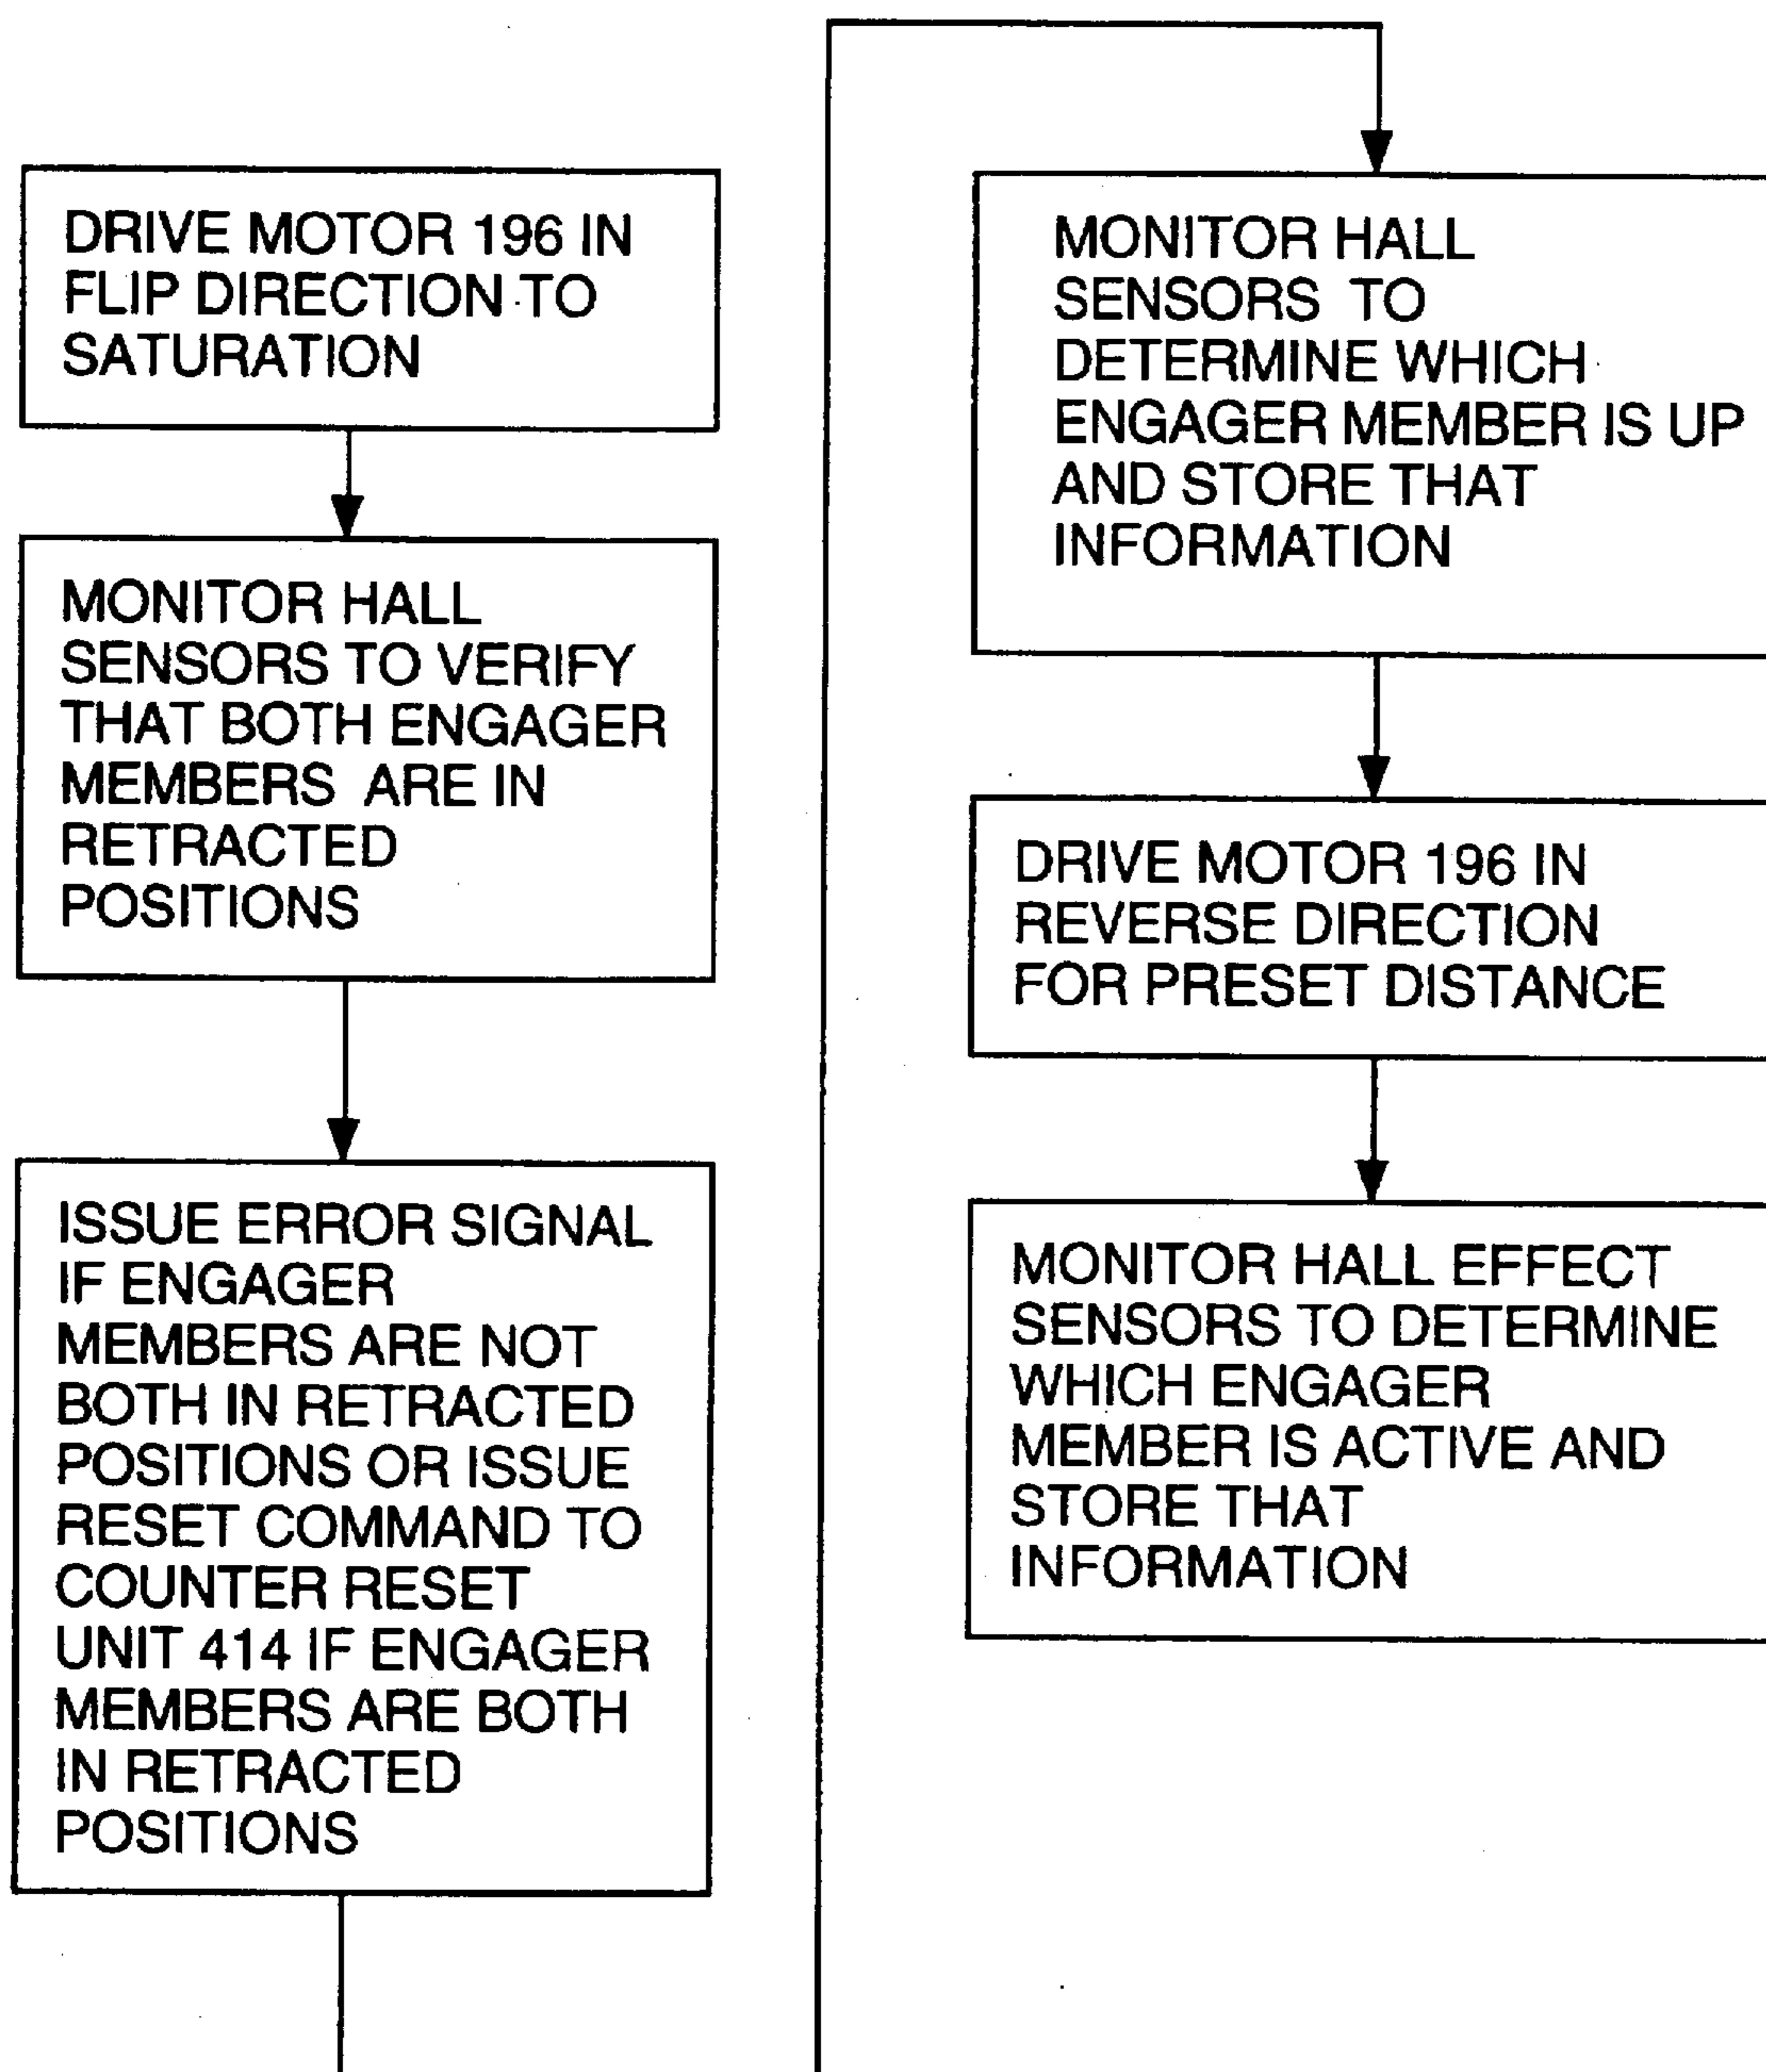 DRIVE MOTOR 196 IN
FLIP DIRECTION TO
SATURATION
MONITOR HALL
SENSORS TO VERIFY
THAT BOTH ENGAGER
MEMBERS ARE IN
RETRACTED
POSITIONS
ISSUE ERROR SIGNAL
IF ENGAGER
MEMBERS ARE NOT
BOTH IN RETRACTED
POSITIONS OR ISSUE
RESET COMMAND TO
COUNTER RESET
UNIT 414 IF ENGAGER
MEMBERS ARE BOTH
IN RETRACTED
POSITIONS
MONITOR HALL
SENSORS TO
DETERMINE WHICH
ENGAGER MEMBER IS UP
AND STORE THAT
INFORMATION
DRIVE MOTOR 196 IN
REVERSE DIRECTION
FOR PRESET DISTANCE
MONITOR HALL EFFECT
SENSORS TO DETERMINE
WHICH ENGAGER
MEMBER IS ACTIVE AND
STORE THAT
INFORMATION